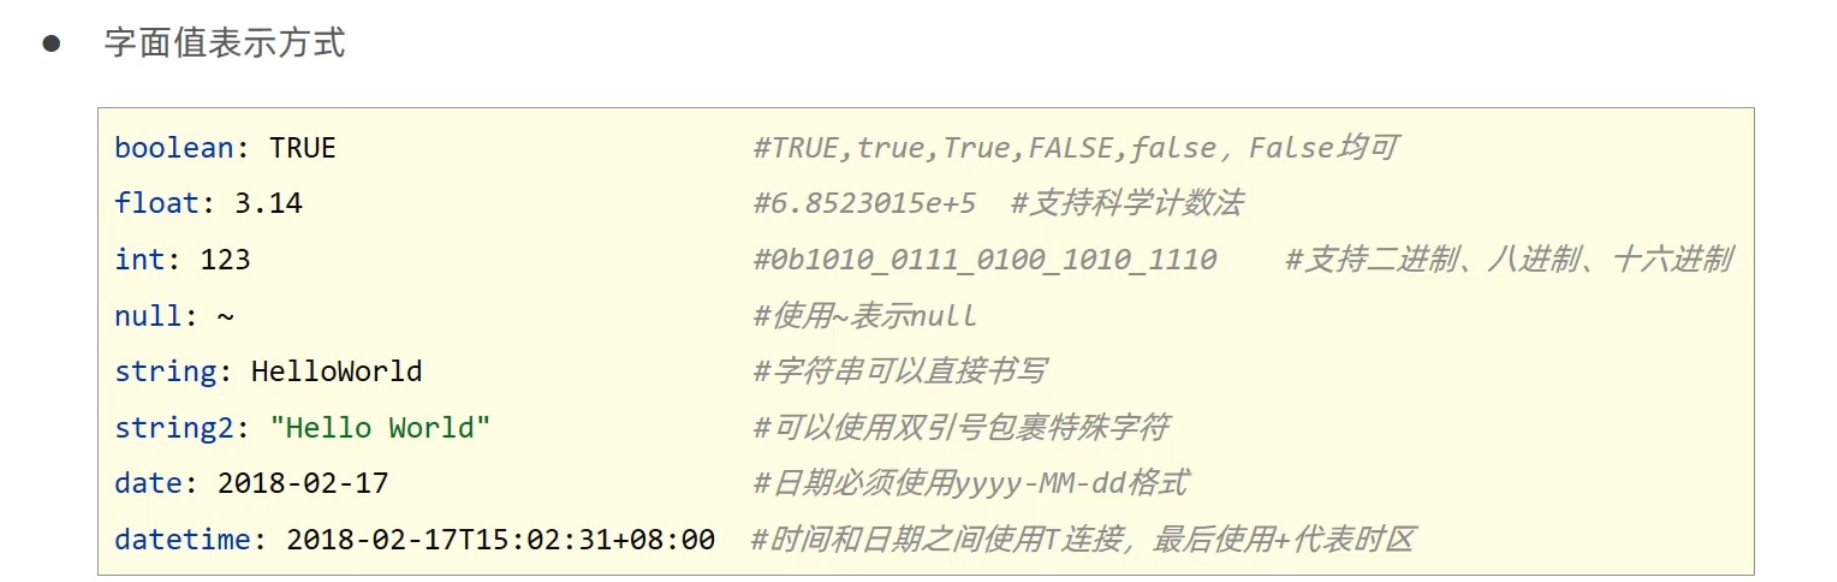 ● 字面值表示方式
boolean: TRUE #TRUE,true,True,FALSE,false，False均可
float: 3.14 #6.8523015e+5 #支持科学计数法
int: 123 #0b1010_0111_0100_1010_1110 #支持二进制、八进制、十六进制
null: ~ #使用~表示null
string: HelloWorld #字符串可以直接书写
string2: "Hello World" #可以使用双引号包裹特殊字符
date: 2018-02-17 #日期必须使用yyyy-MM-dd格式
datetime: 2018-02-17T15:02:31+08:00 #时间和日期之间使用T连接，最后使用+代表时区